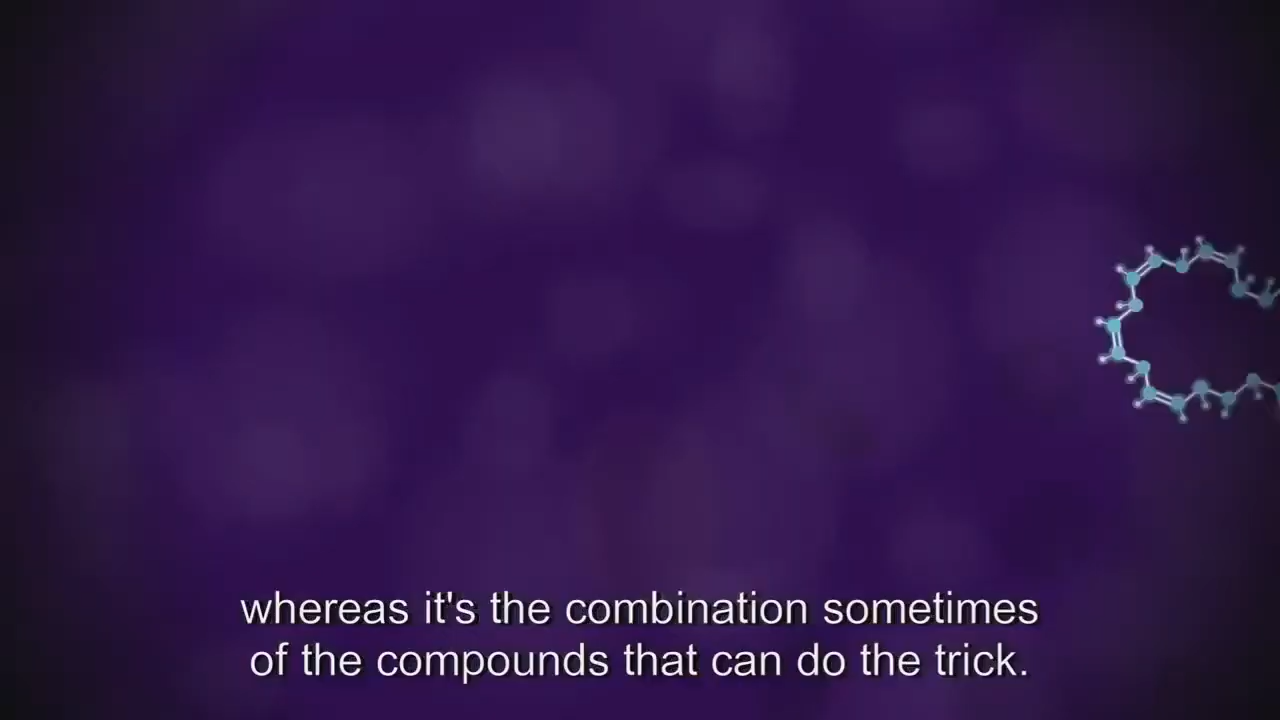 whereas it's the combination sometimes
of the compounds that can do the trick.